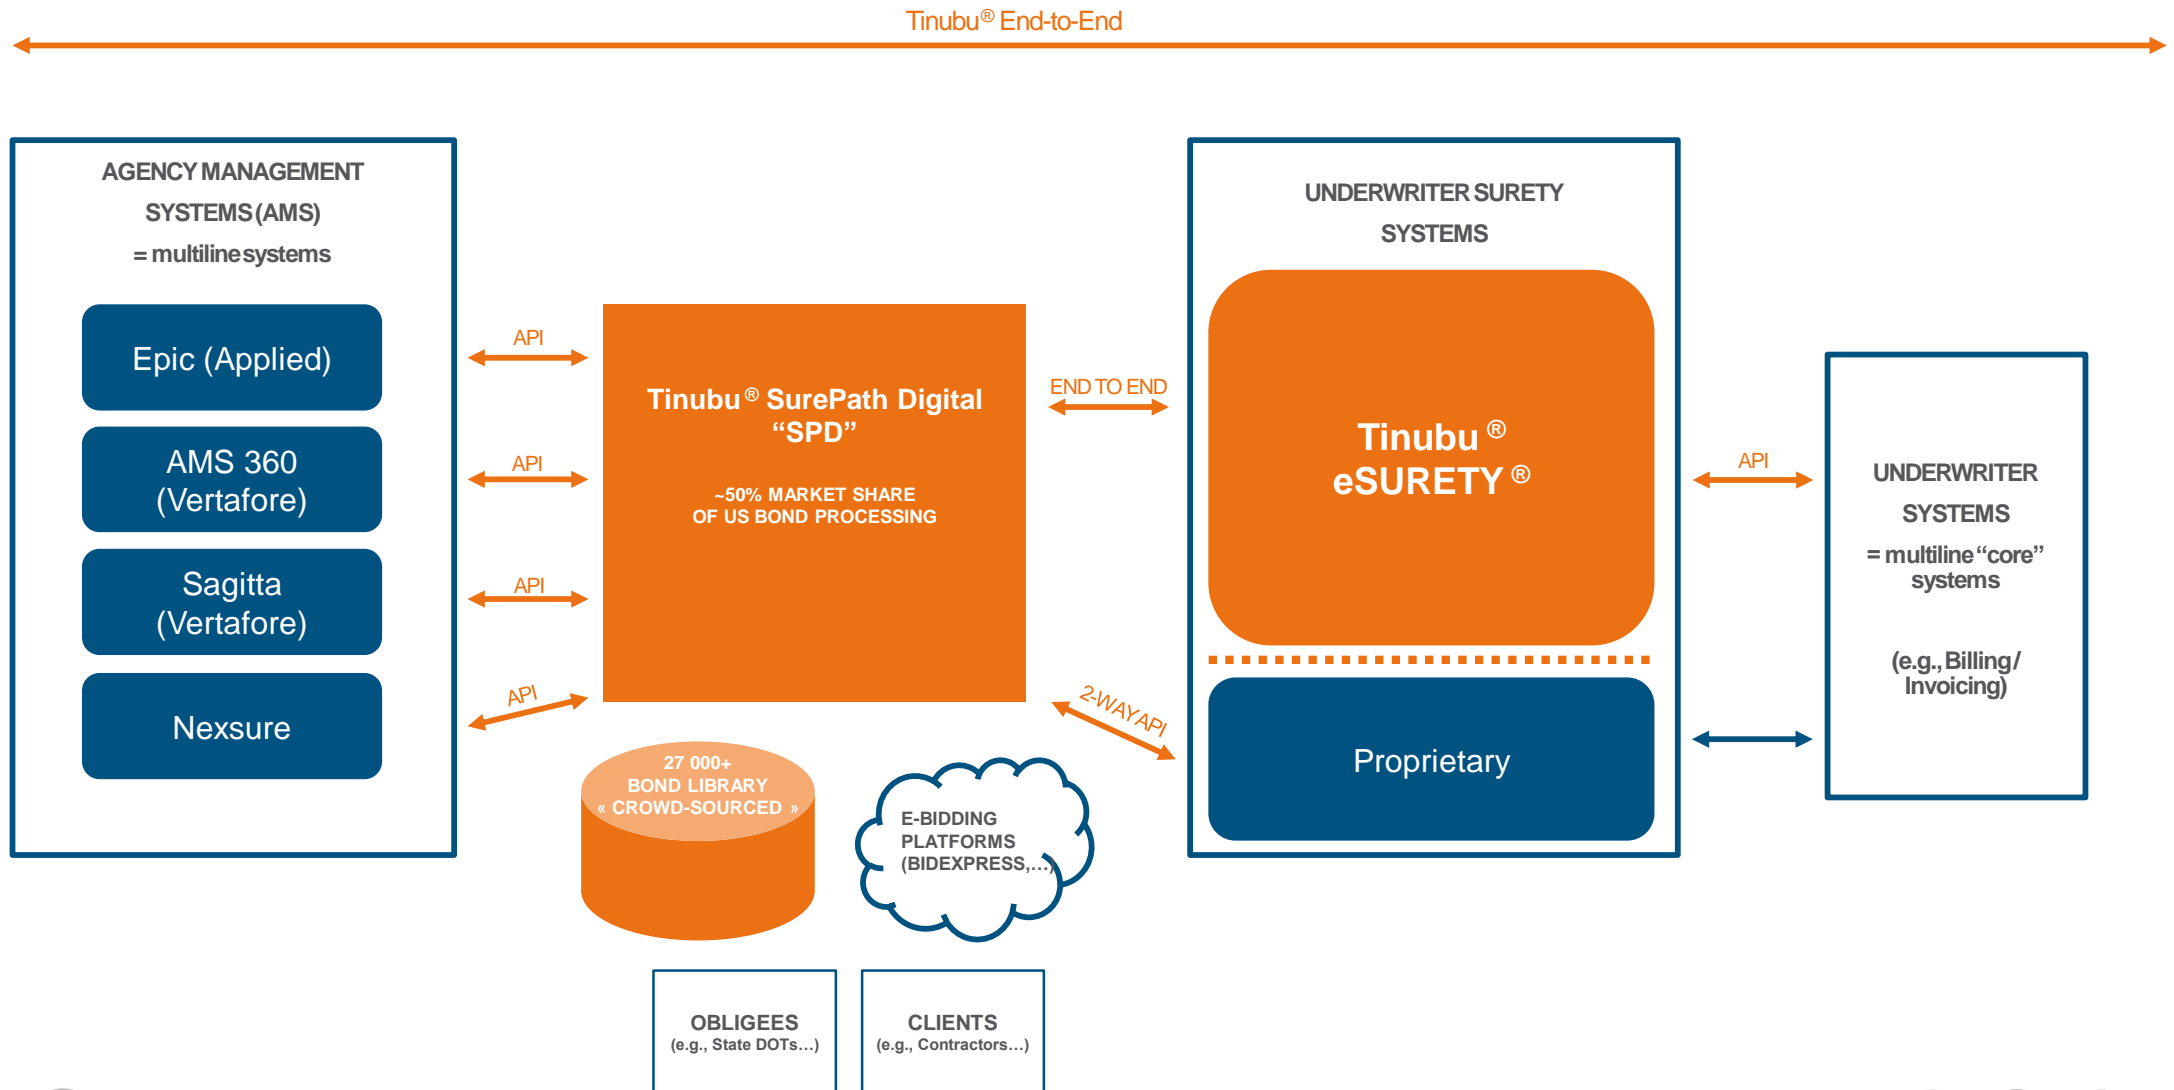 Tinubu® End-to-End
AGENCY MANAGEMENT
SYSTEMS (AMS)
= multiline systems
Epic (Applied)
AMS 360
(Vertafore)
Sagitta
(Vertafore)
Nexsure
API
API
API
API
Tinubu® SurePath Digital
“SPD”
~50% MARKET SHARE
OF US BOND PROCESSING
27 000+
BOND LIBRARY
« CROWD-SOURCED »
E-BIDDING
PLATFORMS
(BIDEXPRESS,…)
OBLIGEES
(e.g., State DOTs…)
CLIENTS
(e.g., Contractors…)
END TO END
2-WAY API
UNDERWRITER SURETY
SYSTEMS
Tinubu®
eSURETY®
Proprietary
API
UNDERWRITER
SYSTEMS
= multiline “core”
systems
(e.g., Billing /
Invoicing)